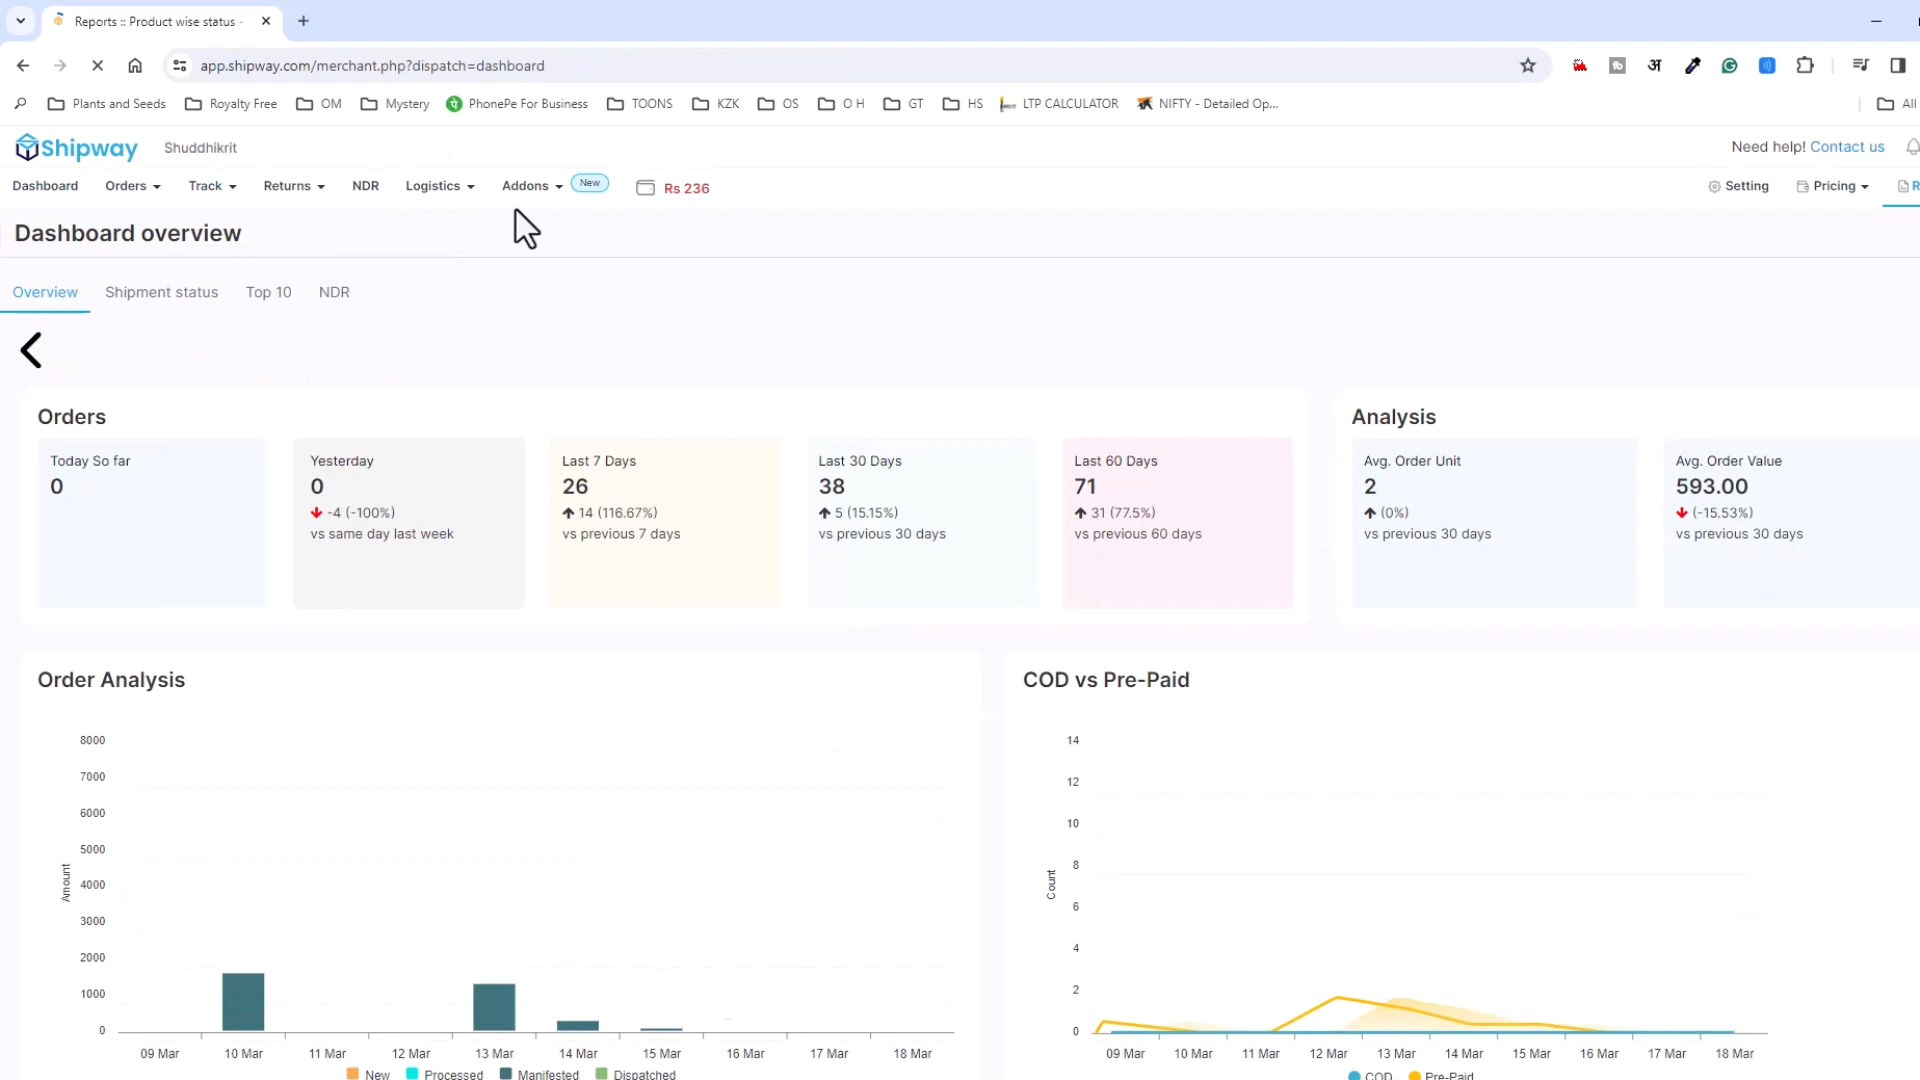 Reports :: Product wise status -
app.shipway.com/merchant.php?dispatch=dashboard
Plants and Seeds Royalty Free OM Mystery PhonePe For Business TOONS KZK OS O H GT HS LTP CALCULATOR NIFTY - Detailed Op... All
Shipway Shuddhikrit Need help! Contact us
Dashboard Orders Track Returns NDR Logistics Addons New Rs 236 Setting Pricing R
Dashboard overview
Overview Shipment status Top 10 NDR
Orders
Today So far
0
Yesterday
0
-4 (-100%)
vs same day last week
Last 7 Days
26
14 (116.67%)
vs previous 7 days
Last 30 Days
38
5 (15.15%)
vs previous 30 days
Last 60 Days
71
31 (77.5%)
vs previous 60 days
Analysis
Avg. Order Unit
2
(0%)
vs previous 30 days
Avg. Order Value
593.00
(-15.53%)
vs previous 30 days
Order Analysis
8000
7000
6000
5000
4000
3000
2000
1000
0
Amount
09 Mar 10 Mar 11 Mar 12 Mar 13 Mar 14 Mar 15 Mar 16 Mar 17 Mar 18 Mar
New Processed Manifested Dispatched
COD vs Pre-Paid
14
12
10
8
6
4
2
0
Count
09 Mar 10 Mar 11 Mar 12 Mar 13 Mar 14 Mar 15 Mar 16 Mar 17 Mar 18 Mar
COD Pre-Paid